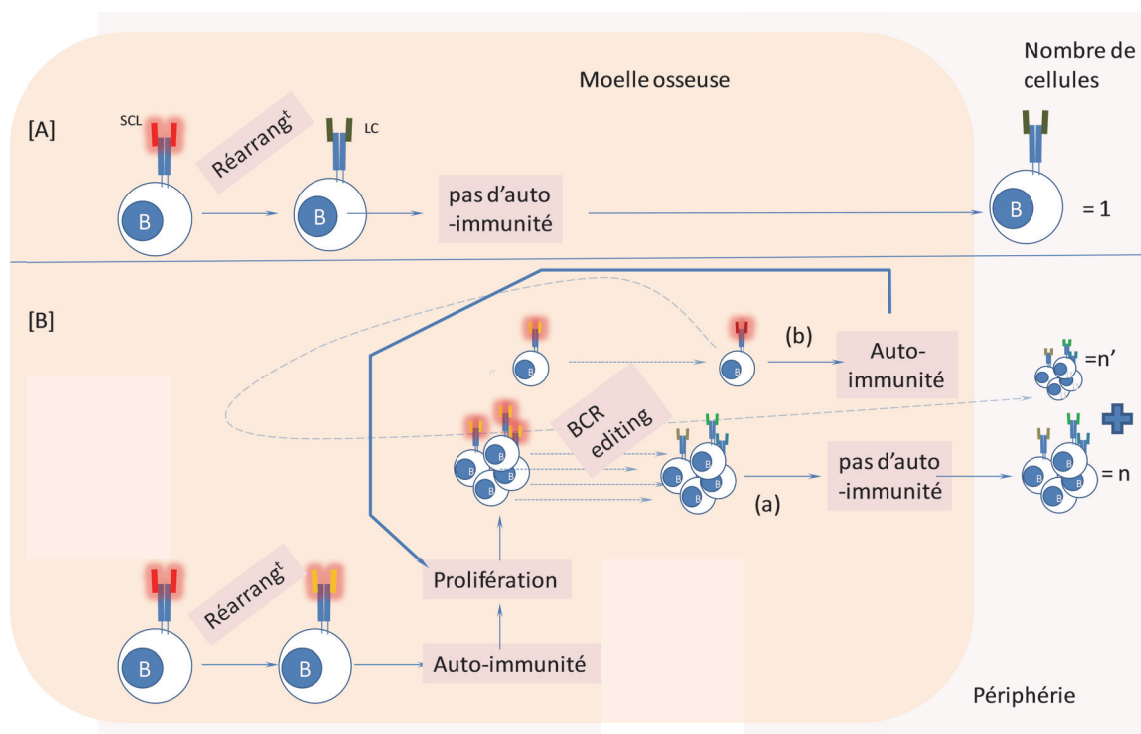 Moelle osseuse
Nombre de
cellules
[A]
SCL
Réarrangᵗ
LC
B
B
pas d'auto
-immunité
B
= 1
[B]
B
B
(b)
Auto-
immunité
=n'
BCR
editing
B
B
B
B
B
B
B
B
(a)
pas d'auto
-immunité
B
B
B
B
= n
Prolifération
Réarrangᵗ
B
B
Auto-immunité
Périphérie